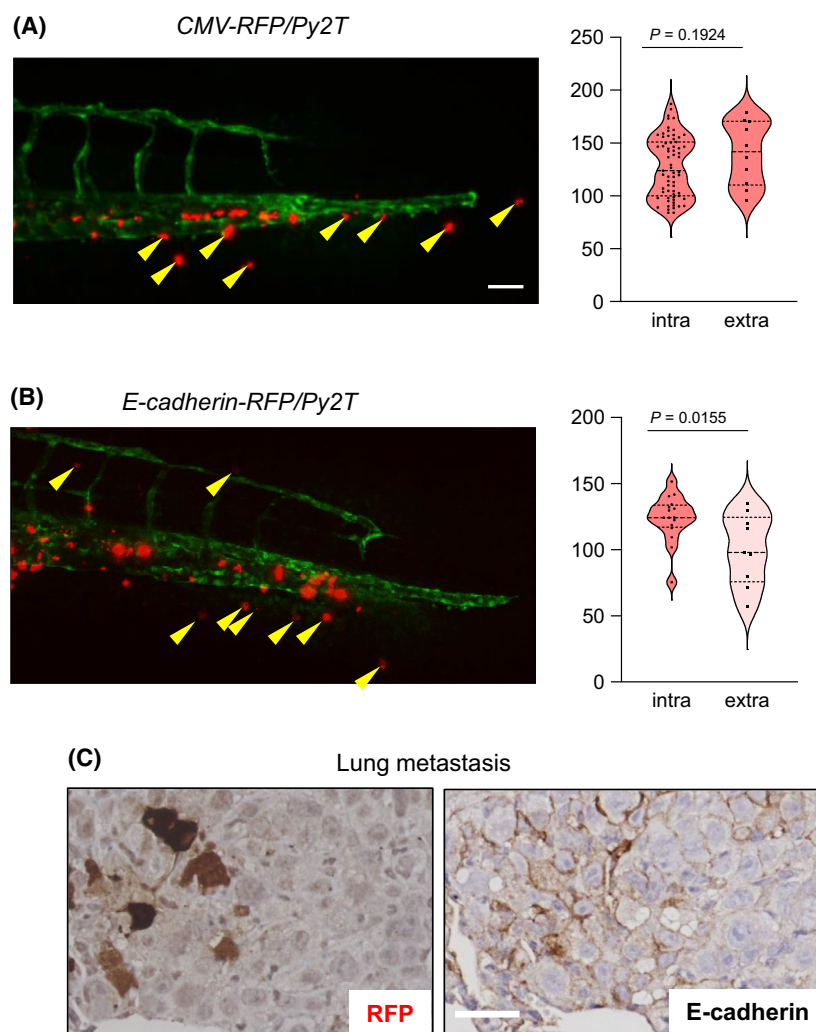 (A)
CMV-RFP/Py2T
250
200
150
100
50
0
P = 0.1924
intra extra
(B)
E-cadherin-RFP/Py2T
200
150
100
50
0
P = 0.0155
intra extra
(C)
Lung metastasis
RFP
E-cadherin